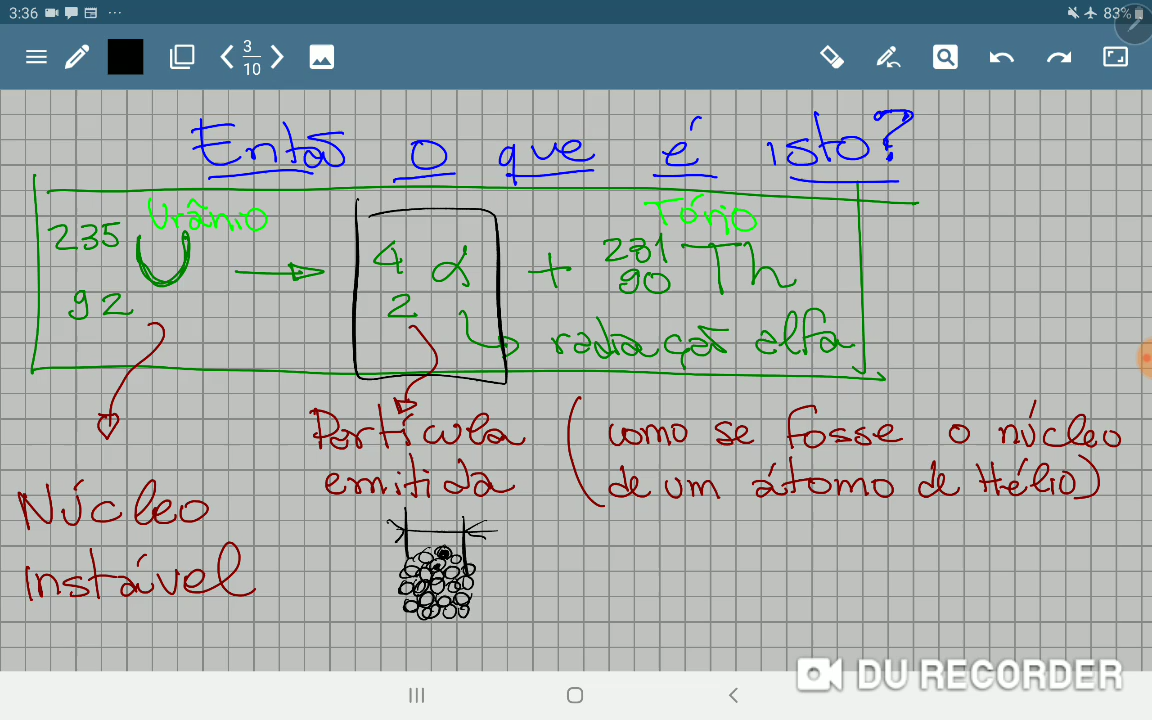 3:36 ... 83%
3
10
Então o que é isto?
Urânio Tório
235 U → 4 α + 231 Th
92 2 90
radiação alfa
Partícula (como se fosse o núcleo
emitida de um átomo de Hélio)
Núcleo
instável
DU RECORDER